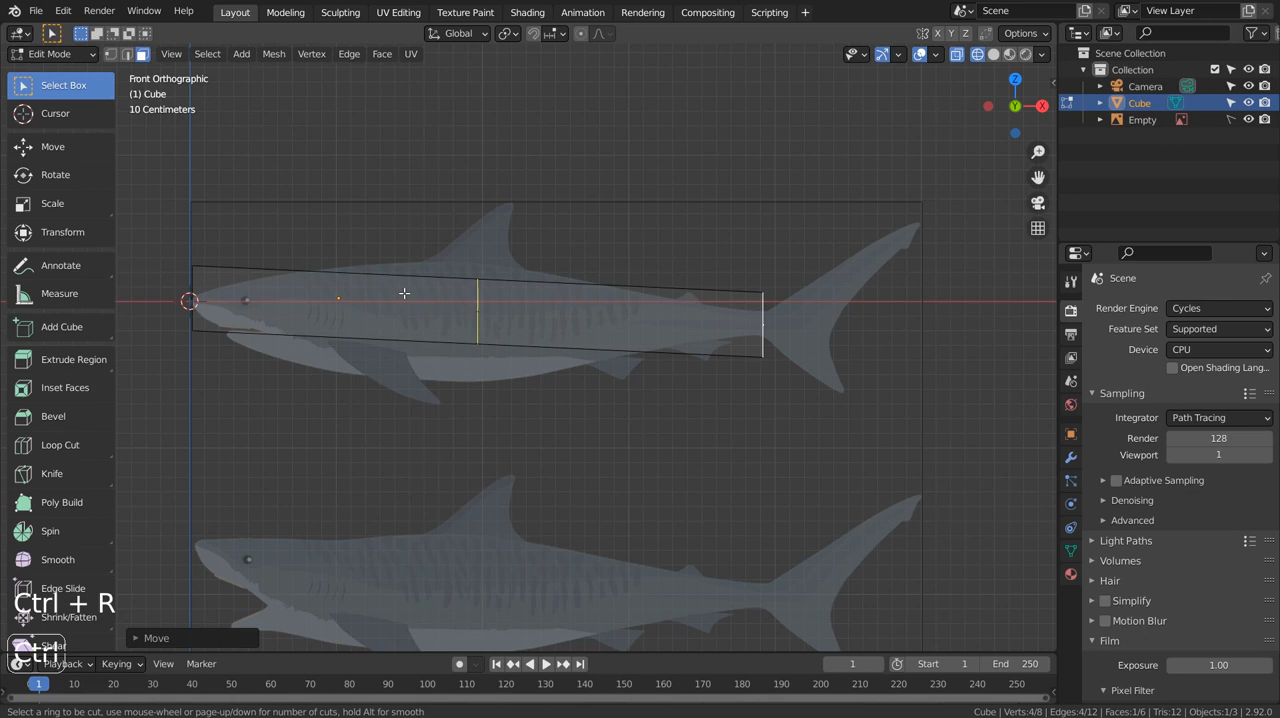 File Edit Render Window Help Layout Modeling Sculpting UV Editing Texture Paint Shading Animation Rendering Compositing Scripting + Scene View Layer
Global Options
X Y Z
Edit Mode View Select Add Mesh Vertex Edge Face UV
Front Orthographic
(1) Cube
10 Centimeters
Z
Y
X
Select Box
Cursor
Move
Rotate
Scale
Transform
Annotate
Measure
Add Cube
Extrude Region
Inset Faces
Bevel
Loop Cut
Knife
Poly Build
Spin
Smooth
Edge Slide
Shrink/Fatten
Shear
Ctrl + R
Ctrl
Move
Scene Collection
Collection
Camera
Cube
Empty
Scene
Render Engine Cycles
Feature Set Supported
Device CPU
Open Shading Lang...
Sampling
Integrator Path Tracing
Render 128
Viewport 1
Adaptive Sampling
Denoising
Advanced
Light Paths
Volumes
Hair
Simplify
Motion Blur
Film
Exposure 1.00
Pixel Filter
Playback Keying View Marker 1 Start 1 End 250
1 10 20 30 40 50 60 70 80 90 100 110 120 130 140 150 160 170 180 190 200 210 220 230 240 250
Select a ring to be cut, use mouse-wheel or page-up/down for number of cuts, hold Alt for smooth
Cube | Verts:4/8 | Edges:4/12 | Faces:1/6 | Tris:12 | Objects:1/3 | 2.92.0